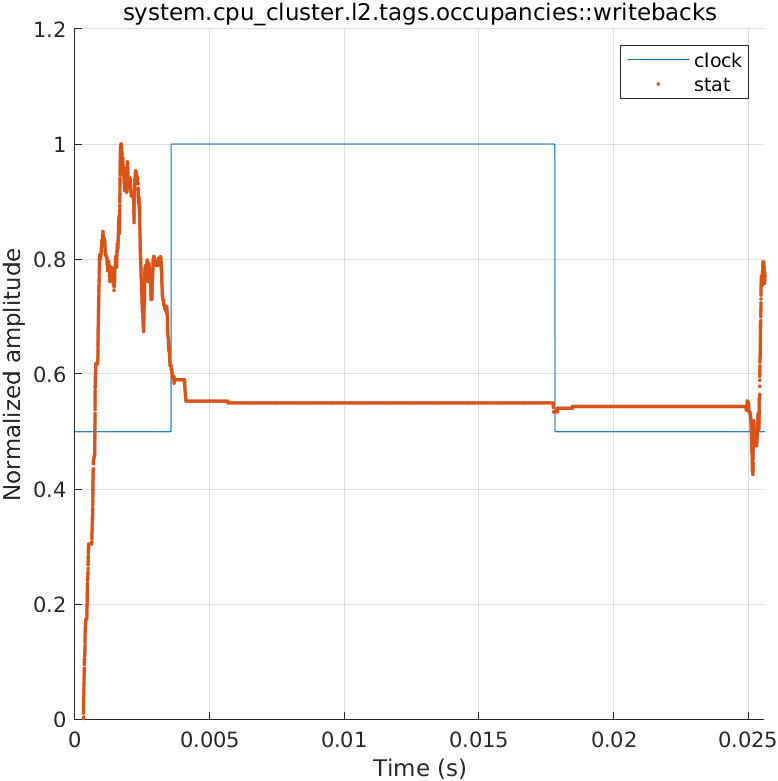 system.cpu_cluster.l2.tags.occupancies::writebacks
1.2
clock
stat
1
0.8
0.6
0.4
0.2
0
Normalized amplitude
0 0.005 0.01 0.015 0.02 0.025
Time (s)